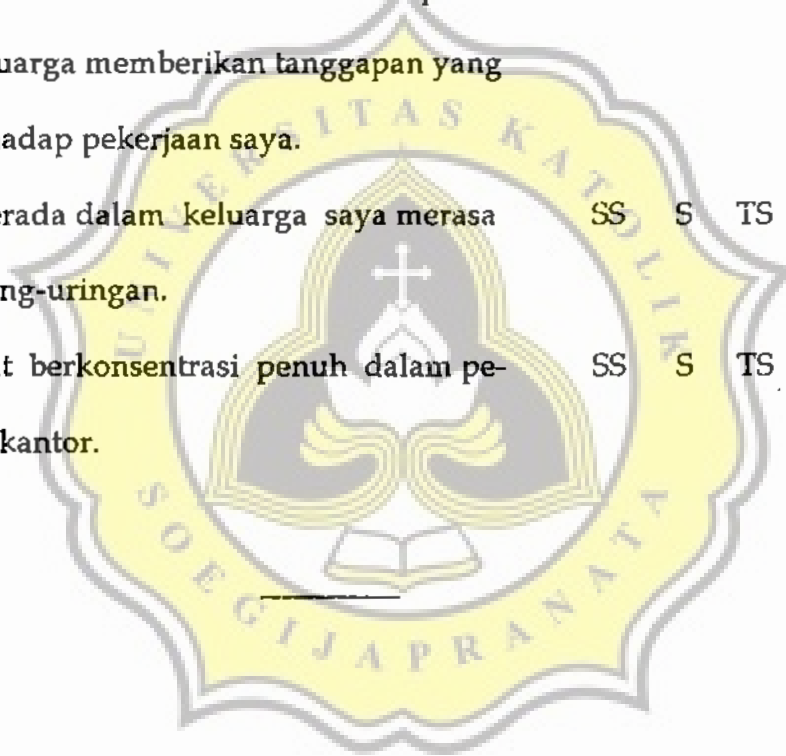 uarga memberikan tanggapan yang
adap pekerjaan saya.
erada dalam keluarga saya merasa SS S TS
ng-uringan.
t berkonsentrasi penuh dalam pe- SS S TS
kantor.
UNIVERSITAS KATOLIK
SOEGIJAPRANATA